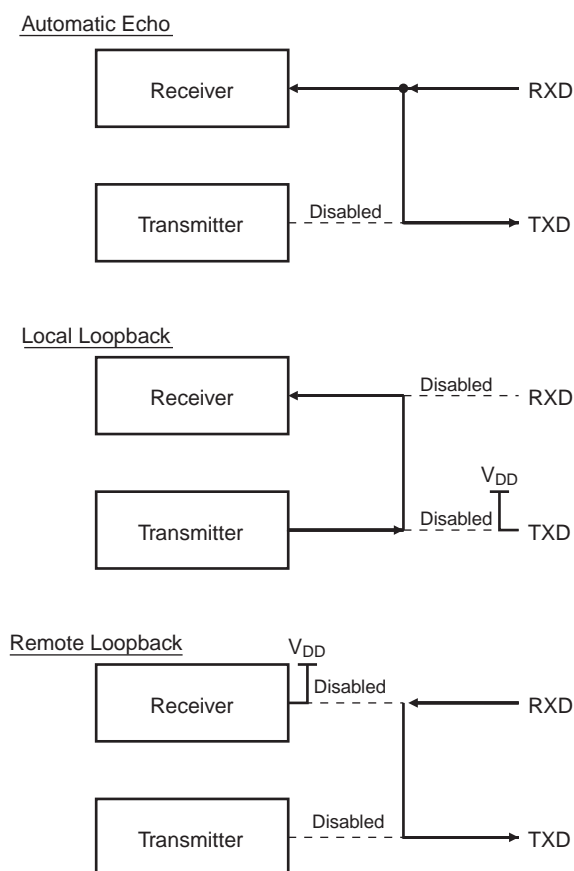 Automatic Echo
Receiver
RXD
Transmitter
Disabled
TXD
Local Loopback
Receiver
Disabled
RXD
VDD
Transmitter
Disabled
TXD
Remote Loopback
VDD
Receiver
Disabled
RXD
Transmitter
Disabled
TXD